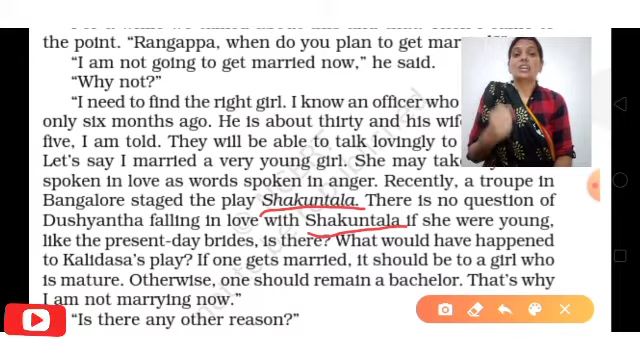 the point. "Rangappa, when do you plan to get
"I am not going to get married now," he said.
"Why not?"
"I need to find the right girl. I know an officer who
only six months ago. He is about thirty and his wife
five, I am told. They will be able to talk lovingly to
Let's say I married a very young girl. She may take
spoken in love as words spoken in anger. Recently, a troupe in
Bangalore staged the play Shakuntala. There is no question of
Dushyantha falling in love with Shakuntala if she were young,
like the present-day brides, is there? What would have happened
to Kalidasa's play? If one gets married, it should be to a girl who
is mature. Otherwise, one should remain a bachelor. That's why
I am not marrying now."
"Is there any other reason?"